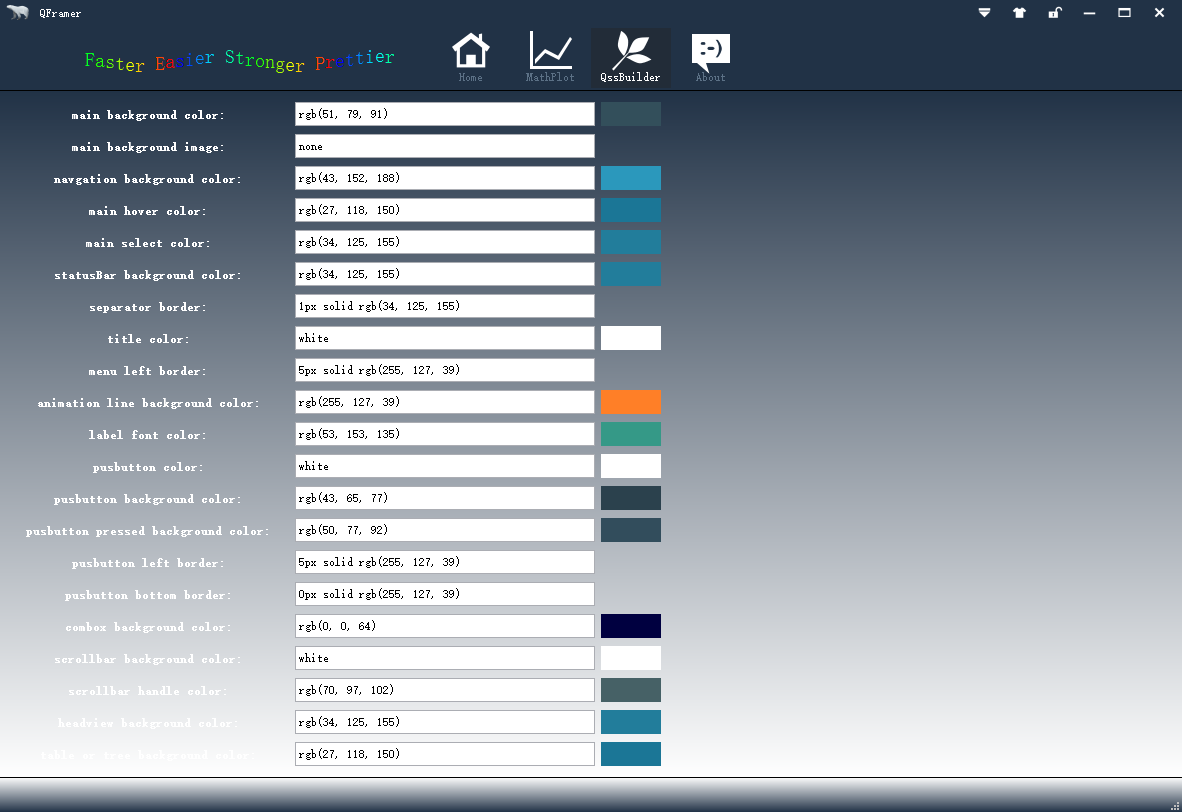 QFramer
Faster Easier Stronger Prettier
Home
MathPlot
QssBuilder
:-)
About
main background color: rgb(51, 79, 91)
main background image: none
navgation background color: rgb(43, 152, 188)
main hover color: rgb(27, 118, 150)
main select color: rgb(34, 125, 155)
statusBar background color: rgb(34, 125, 155)
separator border: 1px solid rgb(34, 125, 155)
title color: white
menu left border: 5px solid rgb(255, 127, 39)
animation line background color: rgb(255, 127, 39)
label font color: rgb(53, 153, 135)
pusbutton color: white
pusbutton background color: rgb(43, 65, 77)
pusbutton pressed background color: rgb(50, 77, 92)
pusbutton left border: 5px solid rgb(255, 127, 39)
pusbutton bottom border: 0px solid rgb(255, 127, 39)
combox background color: rgb(0, 0, 64)
scrollbar background color: white
scrollbar handle color: rgb(70, 97, 102)
headview background color: rgb(34, 125, 155)
table or tree background color: rgb(27, 118, 150)